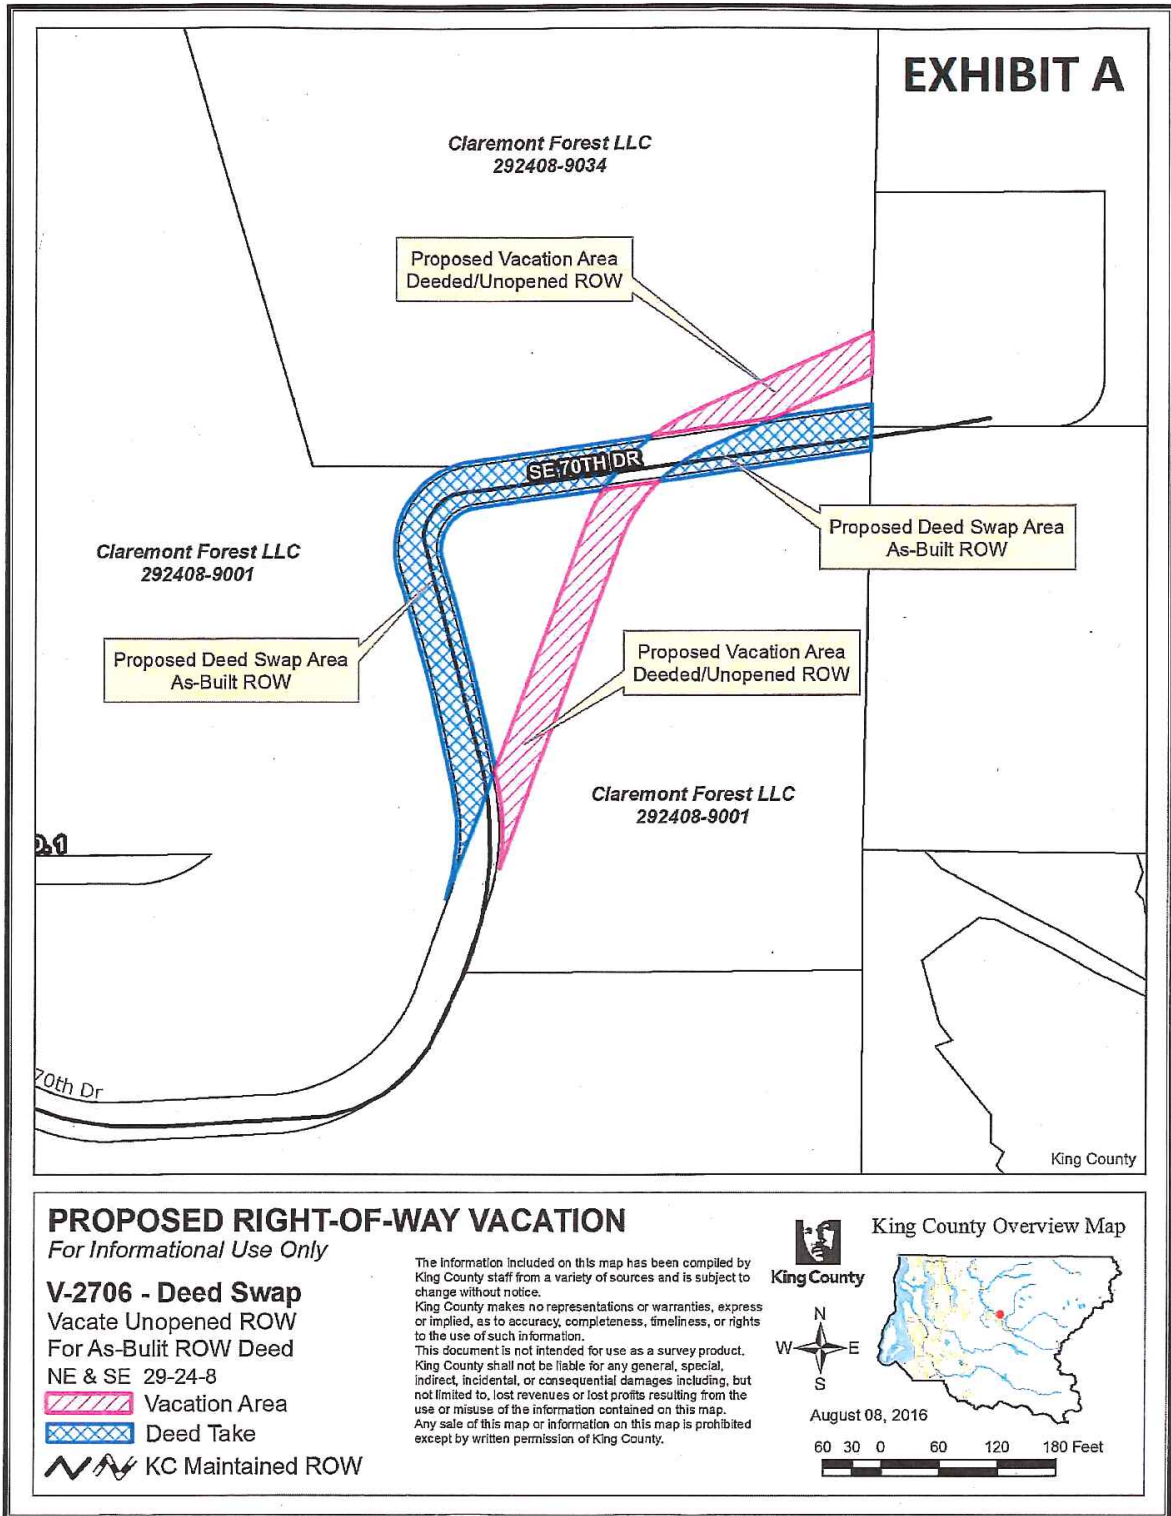 EXHIBIT A
Claremont Forest LLC
292408-9034
Proposed Vacation Area
Deeded/Unopened ROW
SE 70TH DR
Proposed Deed Swap Area
As-Built ROW
Claremont Forest LLC
292408-9001
Proposed Deed Swap Area
As-Built ROW
Proposed Vacation Area
Deeded/Unopened ROW
Claremont Forest LLC
292408-9001
70th Dr
King County
PROPOSED RIGHT-OF-WAY VACATION
For Informational Use Only
V-2706 - Deed Swap
Vacate Unopened ROW
For As-Bulit ROW Deed
NE & SE 29-24-8
Vacation Area
Deed Take
KC Maintained ROW
The information included on this map has been compiled by
King County staff from a variety of sources and is subject to
change without notice.
King County makes no representations or warranties, express
or implied, as to accuracy, completeness, timeliness, or rights
to the use of such information.
This document is not intended for use as a survey product.
King County shall not be liable for any general, special,
indirect, incidental, or consequential damages including, but
not limited to, lost revenues or lost profits resulting from the
use or misuse of the information contained on this map.
Any sale of this map or information on this map is prohibited
except by written permission of King County.
King County
King County Overview Map
N
W E
S
August 08, 2016
60 30 0 60 120 180 Feet